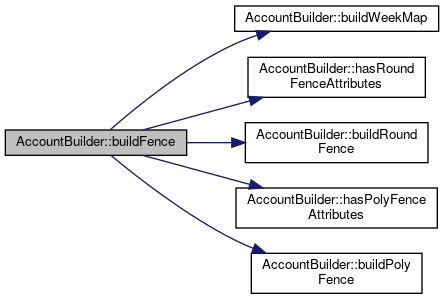 AccountBuilder::buildWeekMap
AccountBuilder::hasRound
FenceAttributes
AccountBuilder::buildFence
AccountBuilder::buildRound
Fence
AccountBuilder::hasPolyFence
Attributes
AccountBuilder::buildPoly
Fence